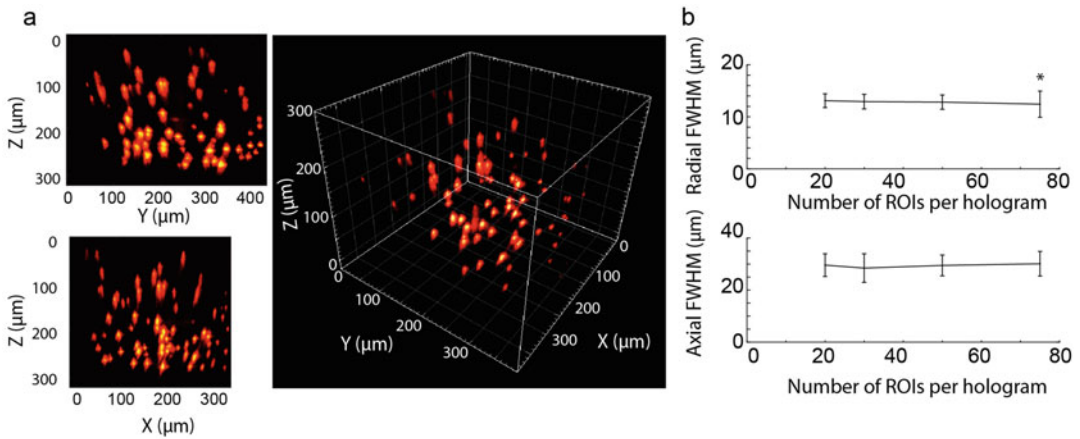 a
0
100
200
300
Z (µm)
0 100 200 300 400
Y (µm)
0
100
200
300
Z (µm)
0 100 200 300
X (µm)
300
200
100
0
Z (µm)
0
100
200
300
Y (µm)
0
100
200
300
X (µm)
b
Radial FWHM (µm)
20
10
0
*
0 20 40 60 80
Number of ROIs per hologram
Axial FWHM (µm)
40
20
0
0 20 40 60 80
Number of ROIs per hologram